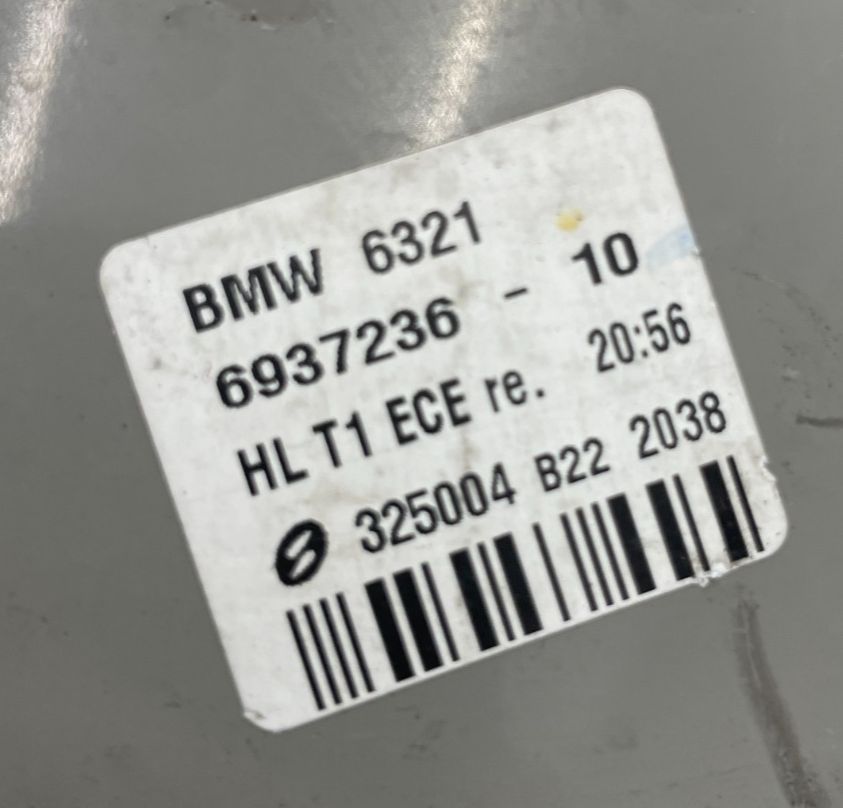 BMW 6321
6937236 - 10
HL T1 ECE re. 20:56
325004 B22 2038